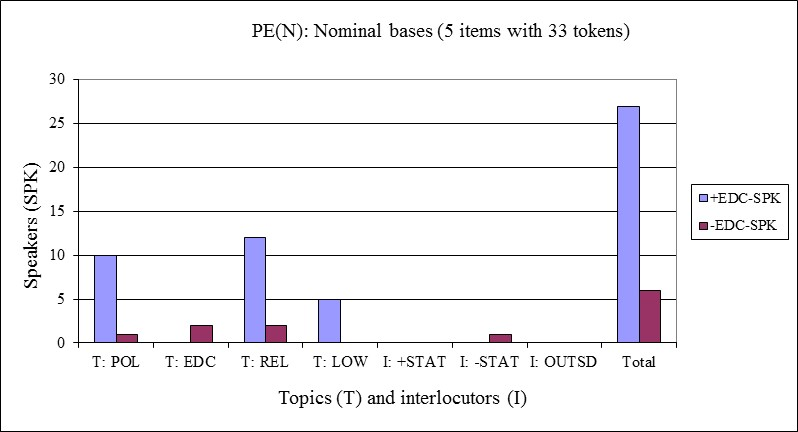 PE(N): Nominal bases (5 items with 33 tokens)
30
25
20
15
10
5
0
Speakers (SPK)
T: POL T: EDC T: REL T: LOW I: +STAT I: -STAT I: OUTSD Total
Topics (T) and interlocutors (I)
+EDC-SPK
-EDC-SPK